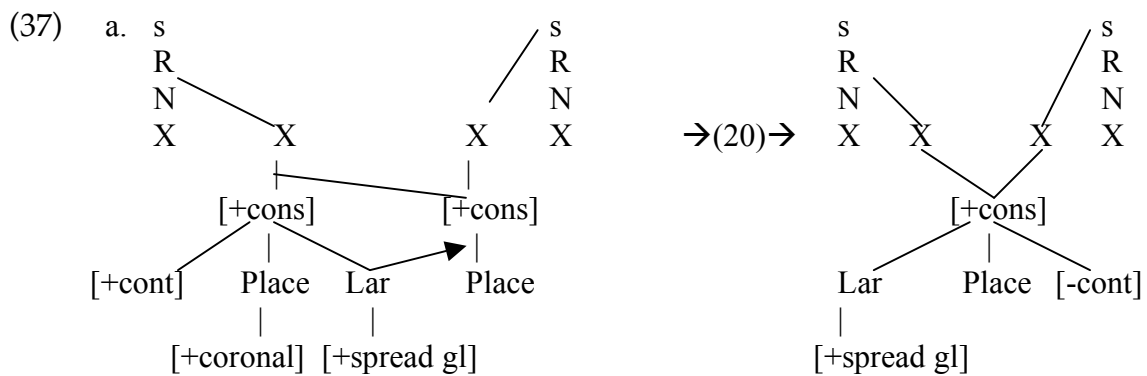 (37) a. s s s s
R R R R
N N N N
X X X X →(20)→ X X X X
[+cons] [+cons] [+cons]
[+cont] Place Lar Place Lar Place [-cont]
[+coronal] [+spread gl] [+spread gl]